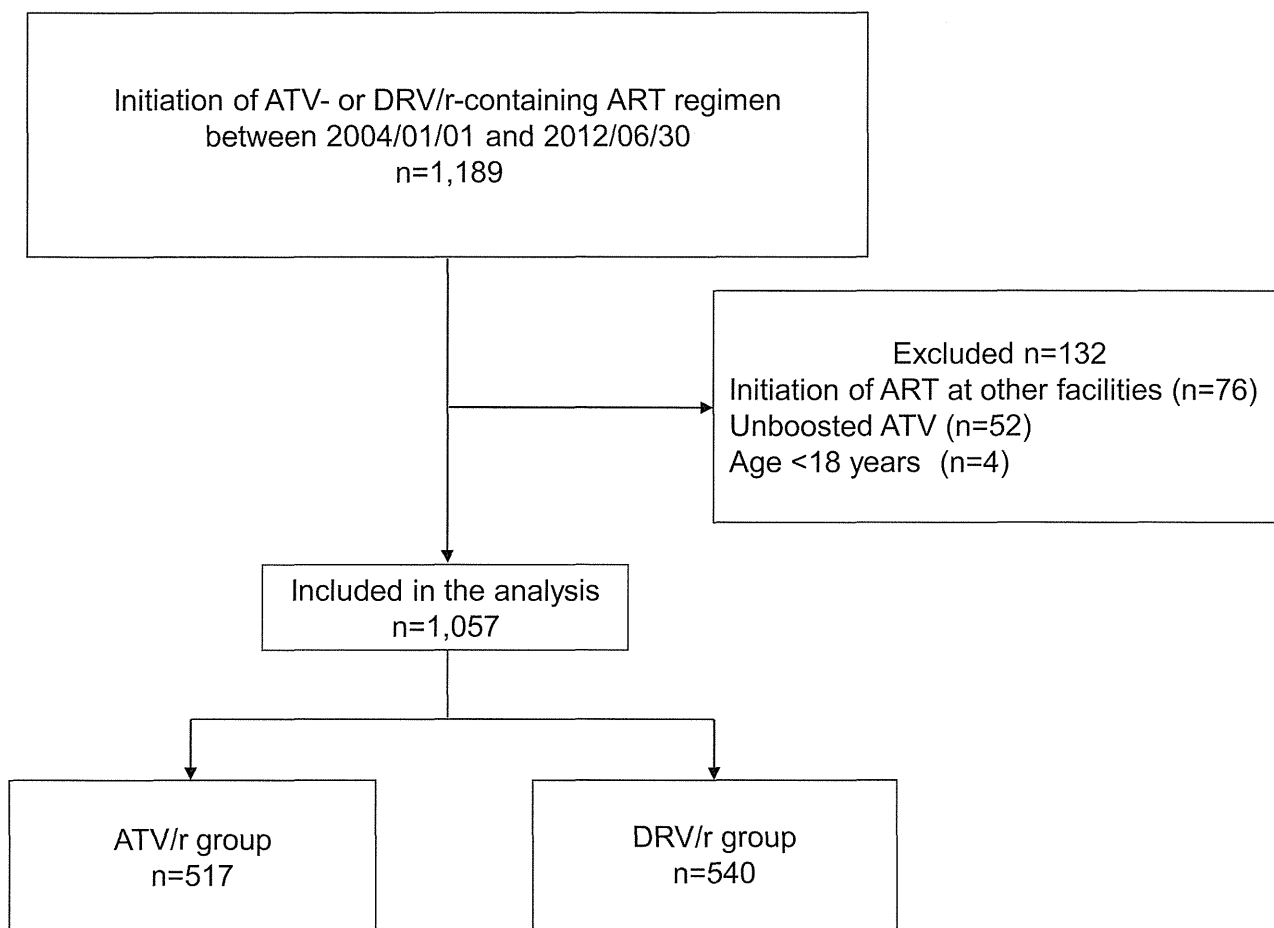 Initiation of ATV- or DRV/r-containing ART regimen
between 2004/01/01 and 2012/06/30
n=1,189
Excluded n=132
Initiation of ART at other facilities (n=76)
Unboosted ATV (n=52)
Age <18 years (n=4)
Included in the analysis
n=1,057
ATV/r group
n=517
DRV/r group
n=540